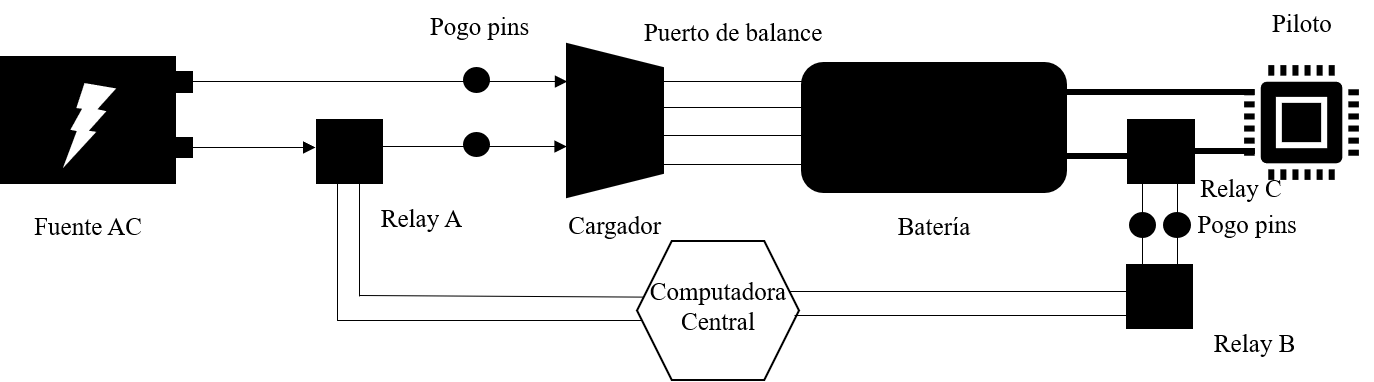 Pogo pins
Puerto de balance
Piloto
Fuente AC
Relay A
Cargador
Batería
Relay C
Pogo pins
Computadora
Central
Relay B